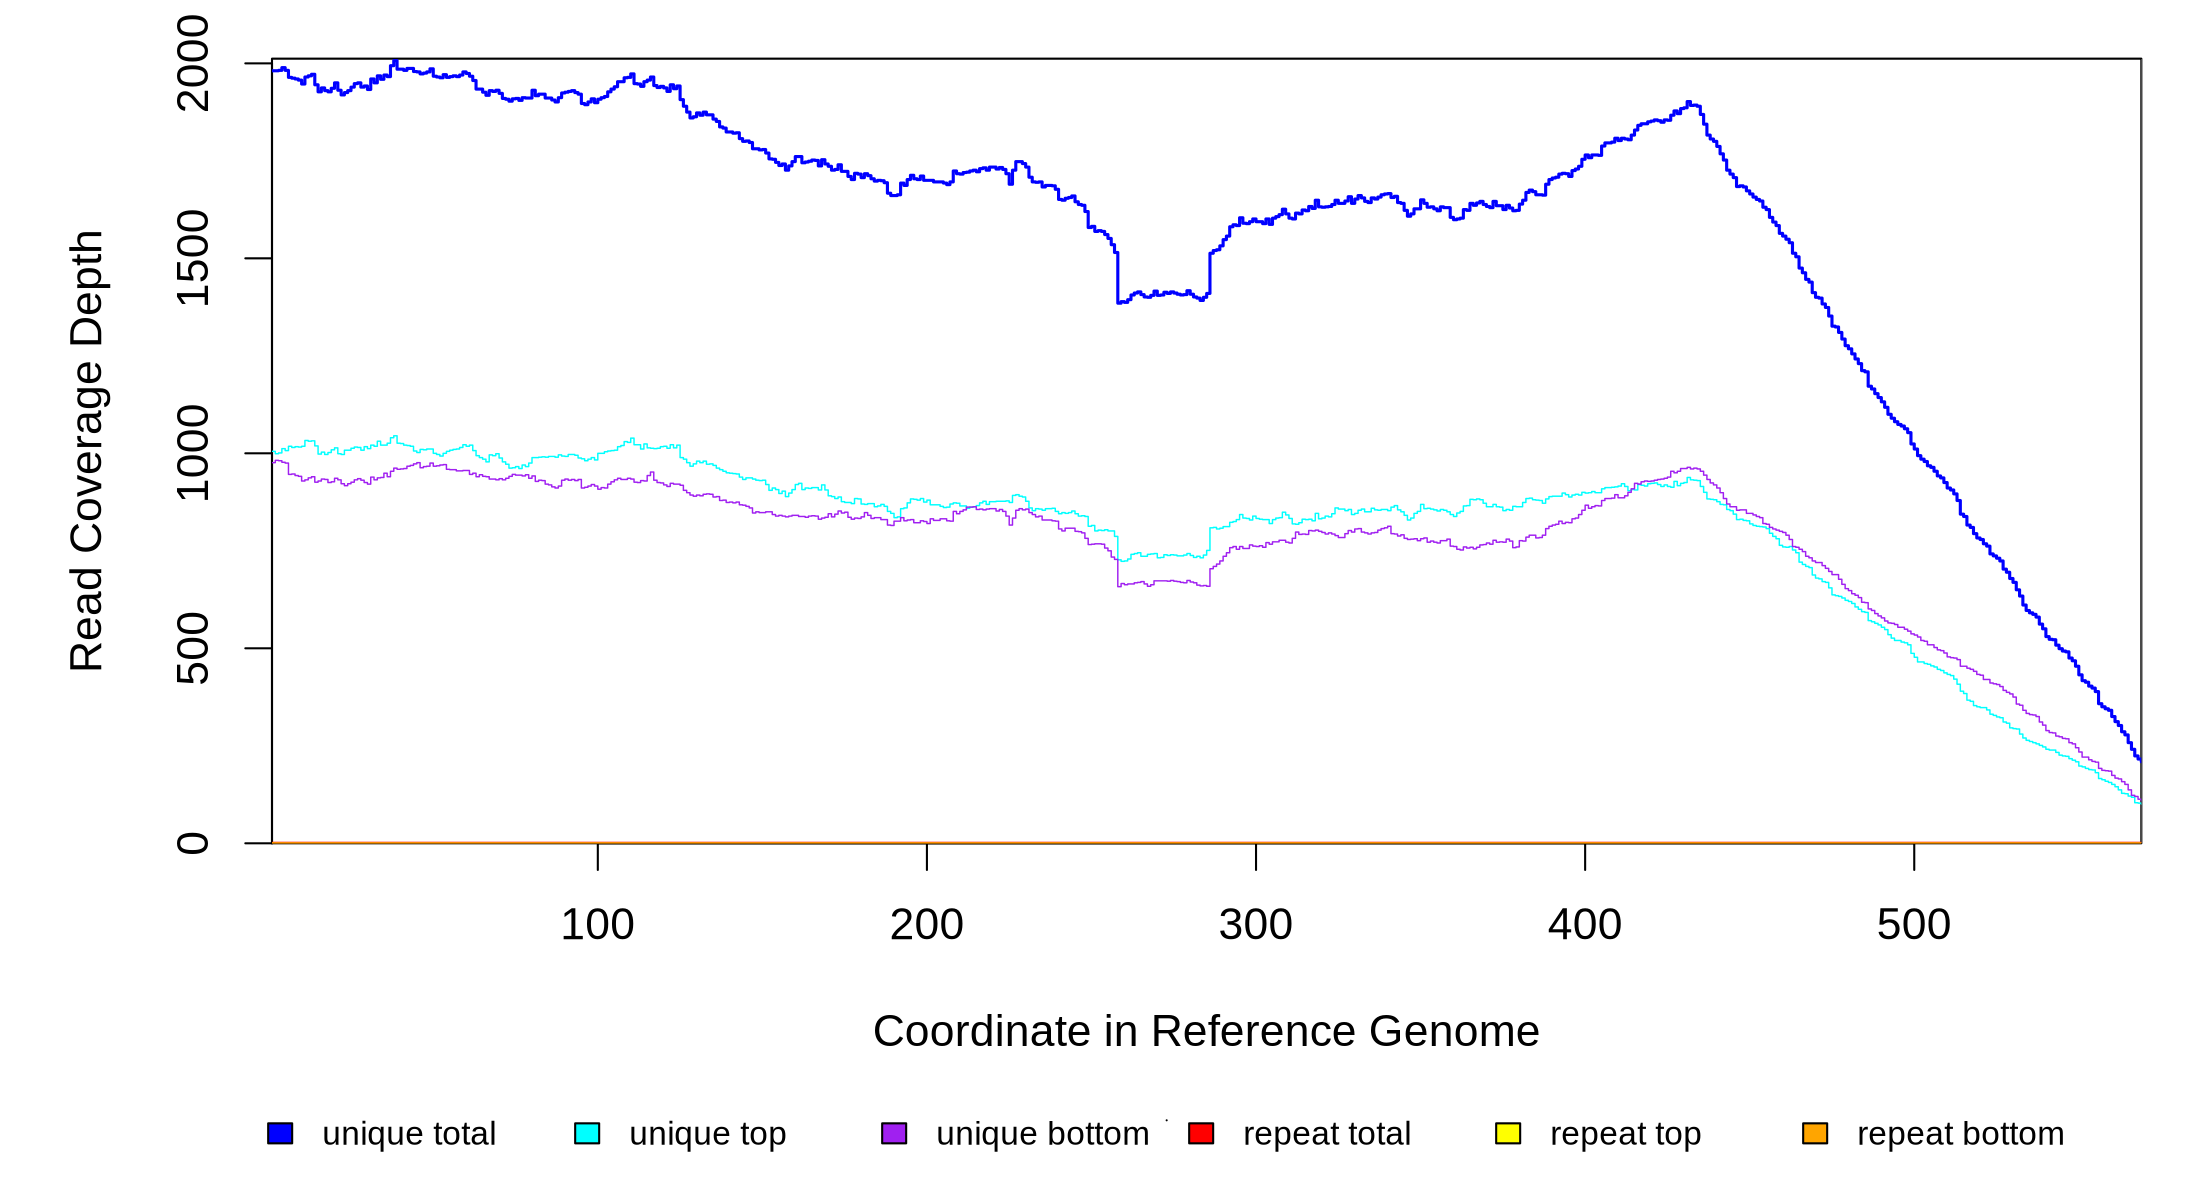 2000
1500
1000
500
0
Read Coverage Depth
100 200 300 400 500
Coordinate in Reference Genome
unique total unique top unique bottom repeat total repeat top repeat bottom